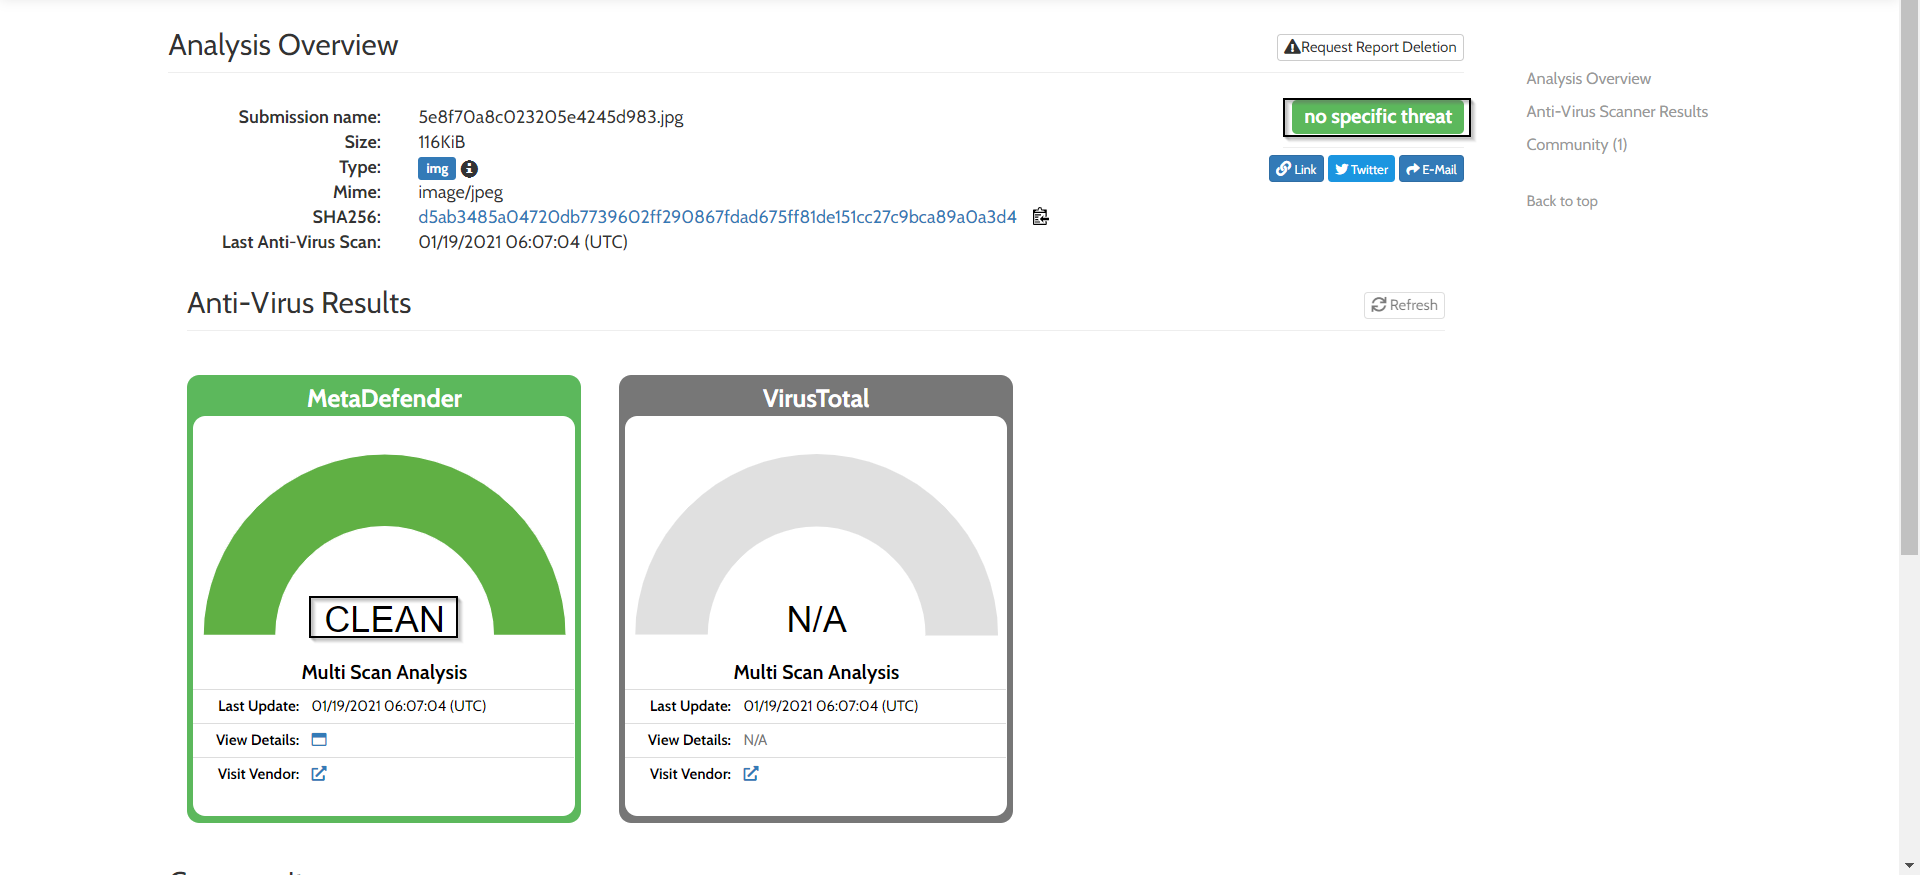 Analysis Overview
Request Report Deletion
Submission name: 5e8f70a8c023205e4245d983.jpg
Size: 116KiB
Type: img
Mime: image/jpeg
SHA256: d5ab3485a04720db7739602ff290867fdad675ff81de151cc27c9bca89a0a3d4
Last Anti-Virus Scan: 01/19/2021 06:07:04 (UTC)
no specific threat
Link Twitter E-Mail
Analysis Overview
Anti-Virus Scanner Results
Community (1)
Back to top
Anti-Virus Results
Refresh
MetaDefender
CLEAN
Multi Scan Analysis
Last Update: 01/19/2021 06:07:04 (UTC)
View Details:
Visit Vendor:
VirusTotal
N/A
Multi Scan Analysis
Last Update: 01/19/2021 06:07:04 (UTC)
View Details: N/A
Visit Vendor: